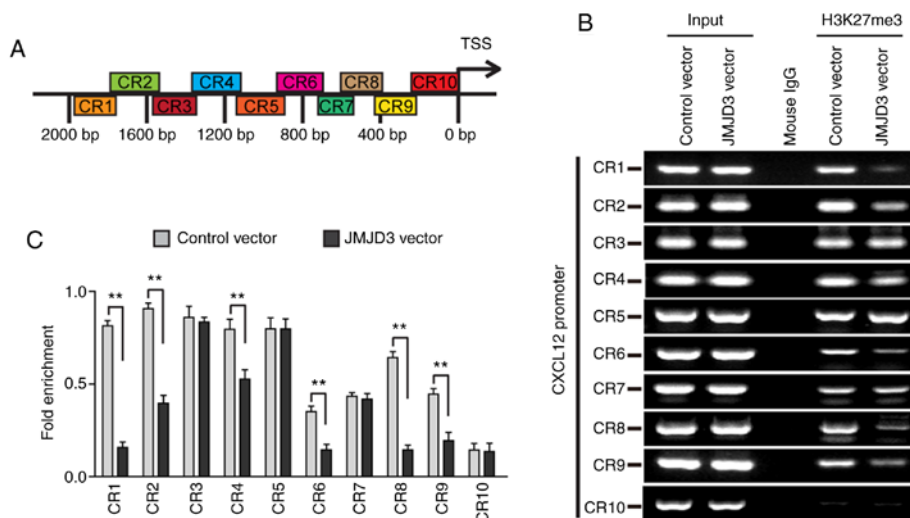 A
TSS
CR2 CR4 CR6 CR8 CR10
CR1 CR3 CR5 CR7 CR9
2000 bp 1600 bp 1200 bp 800 bp 400 bp 0 bp
B
Input H3K27me3
Control vector JMJD3 vector Mouse IgG Control vector JMJD3 vector
CXCL12 promoter
CR1
CR2
CR3
CR4
CR5
CR6
CR7
CR8
CR9
CR10
C
Control vector JMJD3 vector
Fold enrichment
1.0
0.5
0.0
** ** ** ** ** **
CR1 CR2 CR3 CR4 CR5 CR6 CR7 CR8 CR9 CR10